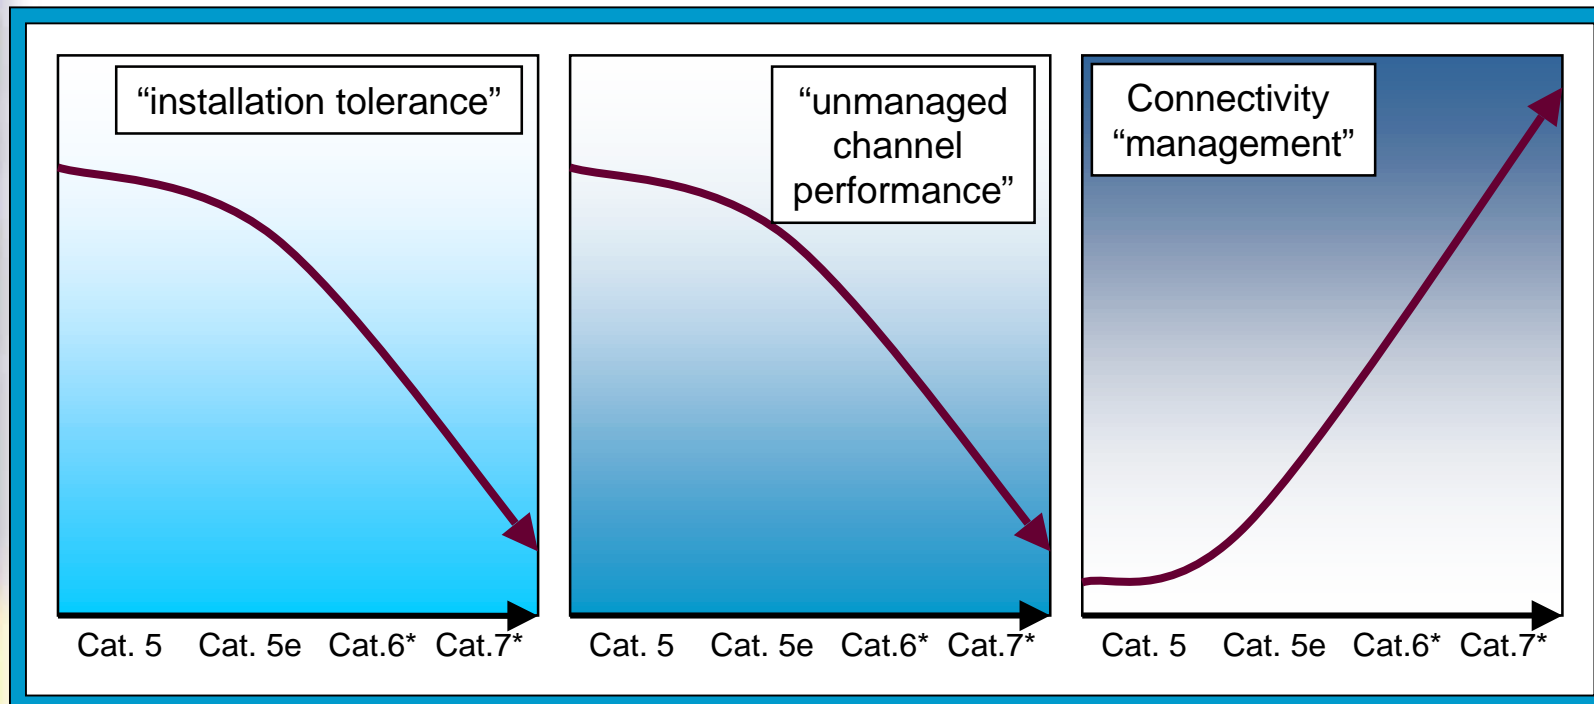 “installation tolerance”
Cat. 5 Cat. 5e Cat.6* Cat.7*
“unmanaged
channel
performance”
Cat. 5 Cat. 5e Cat.6* Cat.7*
Connectivity
“management”
Cat. 5 Cat. 5e Cat.6* Cat.7*